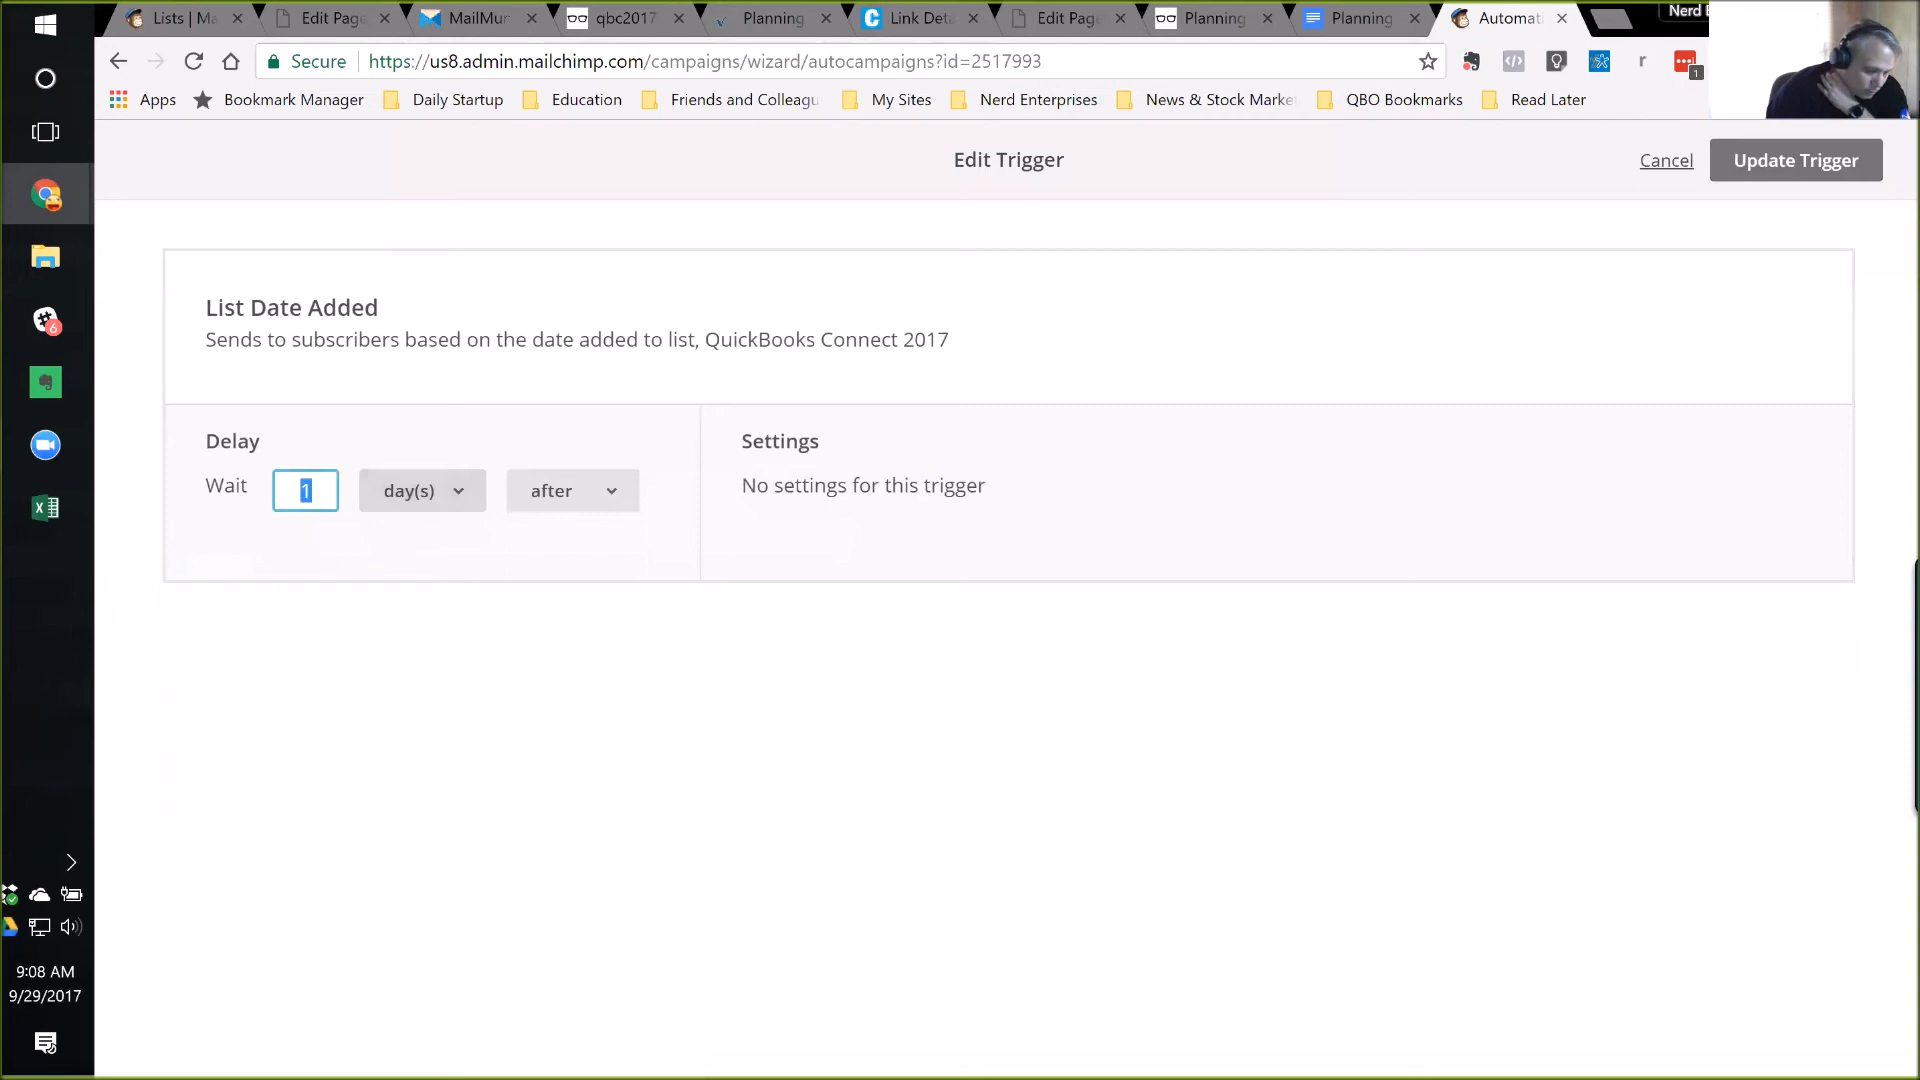 Lists | Ma
Edit Page
MailMun
qbc2017
Planning
Link Deta
Edit Page
Planning
Planning
Automat
Nerd E
Secure
https://us8.admin.mailchimp.com/campaigns/wizard/autocampaigns?id=2517993
r
1
Apps
Bookmark Manager
Daily Startup
Education
Friends and Colleagu
My Sites
Nerd Enterprises
News & Stock Market
QBO Bookmarks
Read Later
Edit Trigger
Cancel
Update Trigger
List Date Added
Sends to subscribers based on the date added to list, QuickBooks Connect 2017
Delay
Settings
Wait
1
day(s)
after
No settings for this trigger
6
9:08 AM
9/29/2017